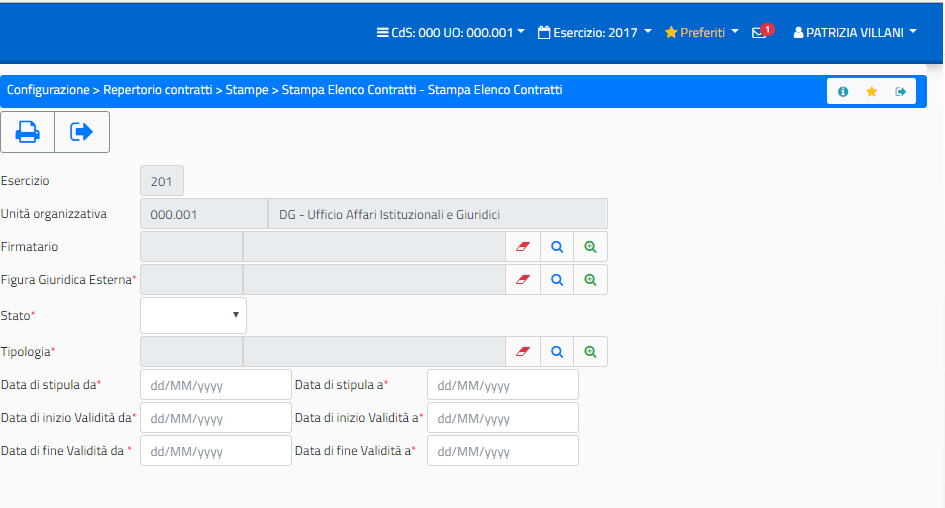 CdS: 000 UO: 000.001 Esercizio: 2017 Preferiti 1 PATRIZIA VILLANI
Configurazione > Repertorio contratti > Stampe > Stampa Elenco Contratti - Stampa Elenco Contratti
Esercizio 201
Unità organizzativa 000.001 DG - Ufficio Affari Istituzionali e Giuridici
Firmatario
Figura Giuridica Esterna*
Stato*
Tipologia*
Data di stipula da* dd/MM/yyyy Data di stipula a* dd/MM/yyyy
Data di inizio Validità da* dd/MM/yyyy Data di inizio Validità a* dd/MM/yyyy
Data di fine Validità da * dd/MM/yyyy Data di fine Validità a* dd/MM/yyyy